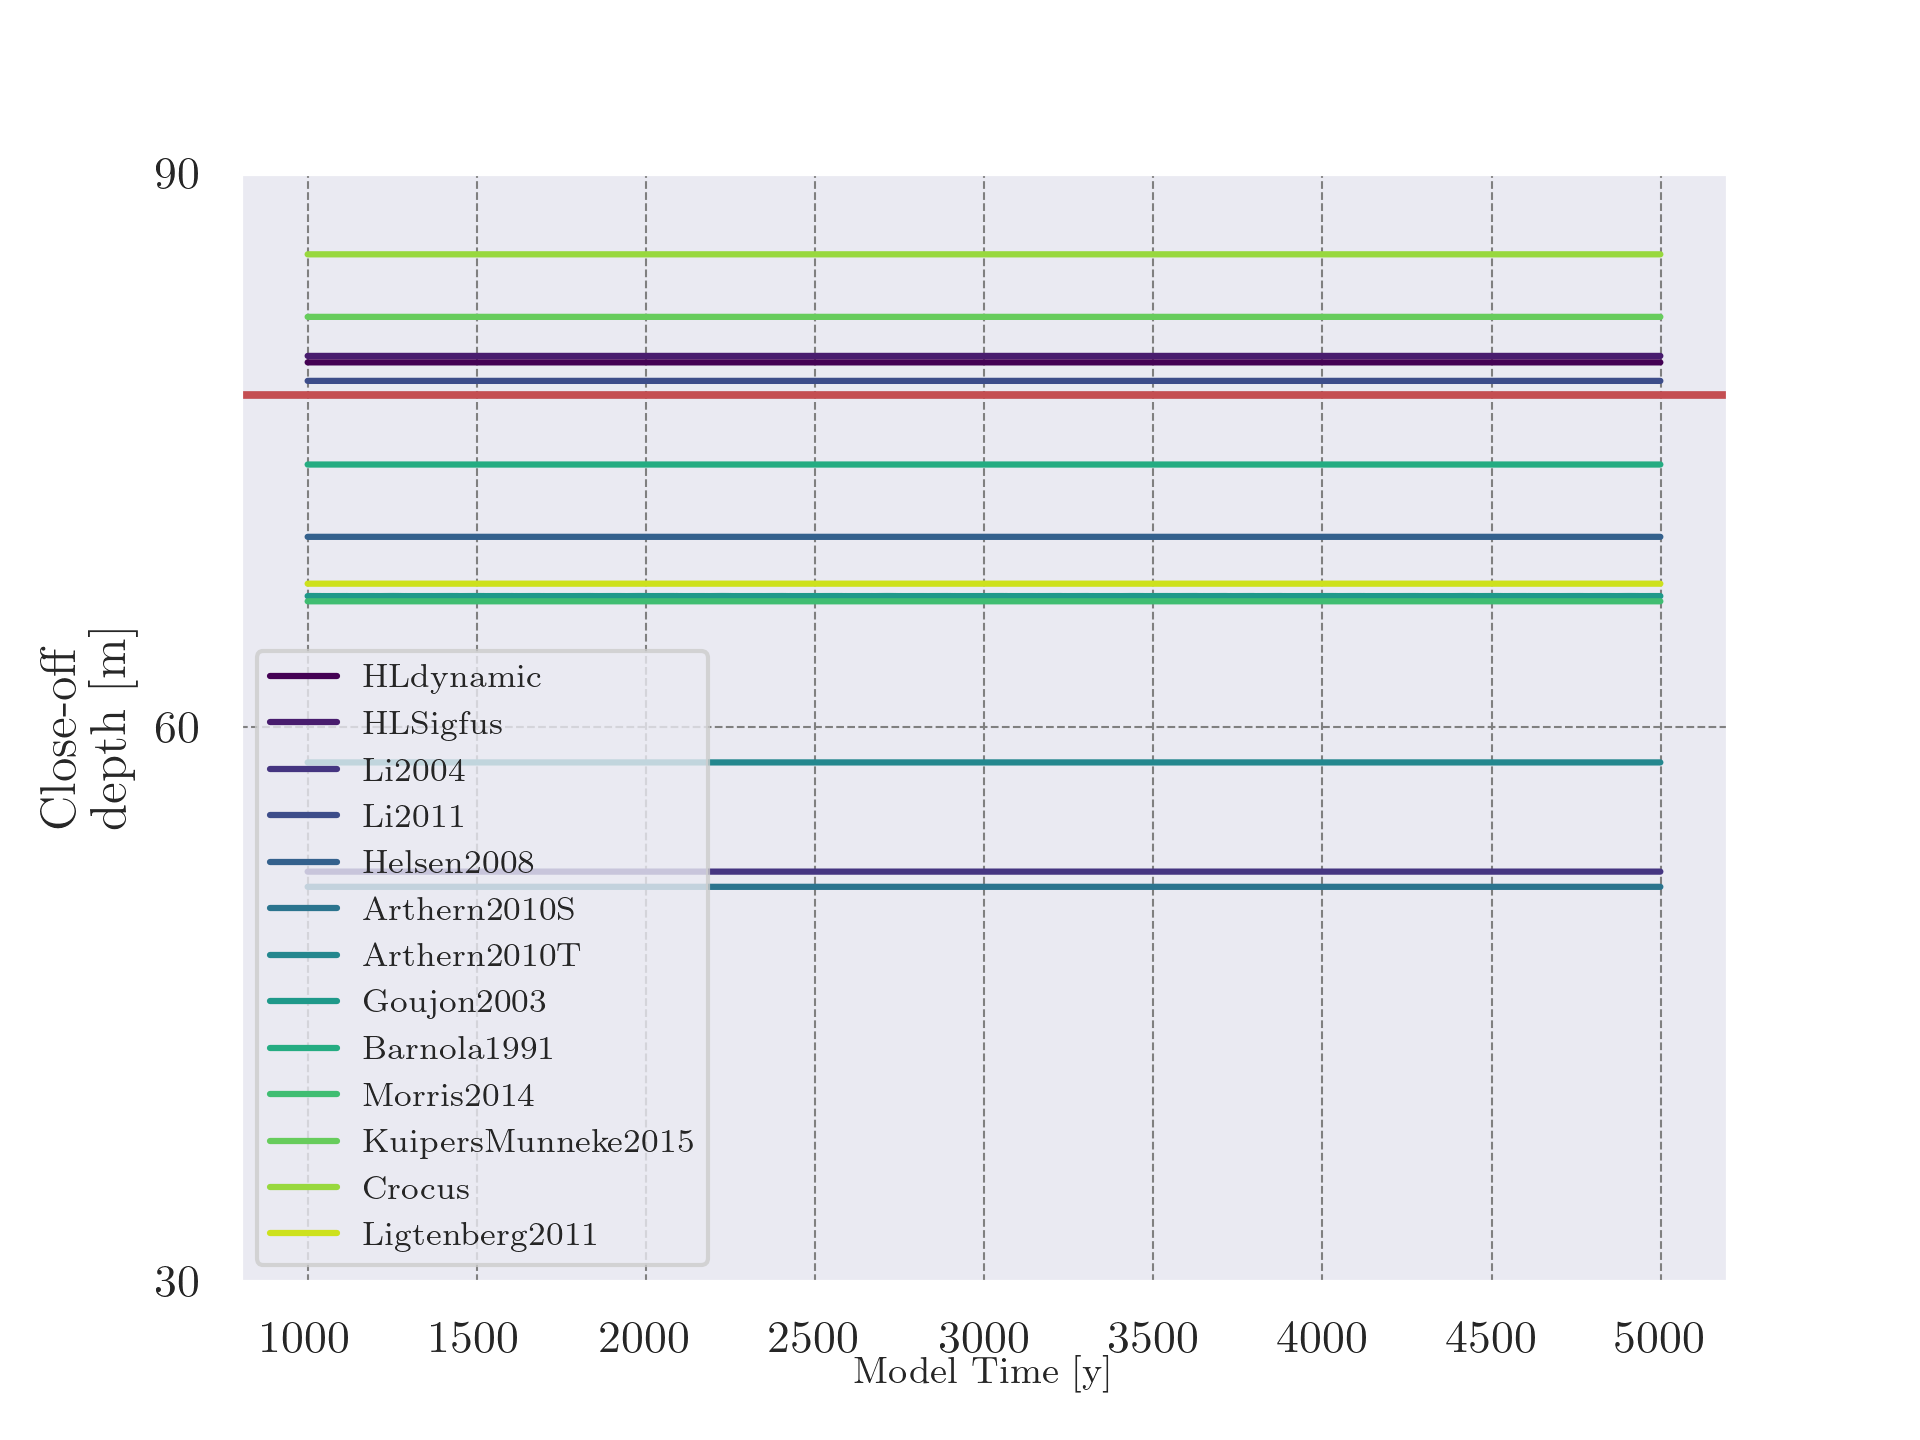 90
60
30
Close-off
depth [m]
HLdynamic
HLSigfus
Li2004
Li2011
Helsen2008
Arthern2010S
Arthern2010T
Goujon2003
Barnola1991
Morris2014
KuipersMunneke2015
Crocus
Ligtenberg2011
1000 1500 2000 2500 3000 3500 4000 4500 5000
Model Time [y]